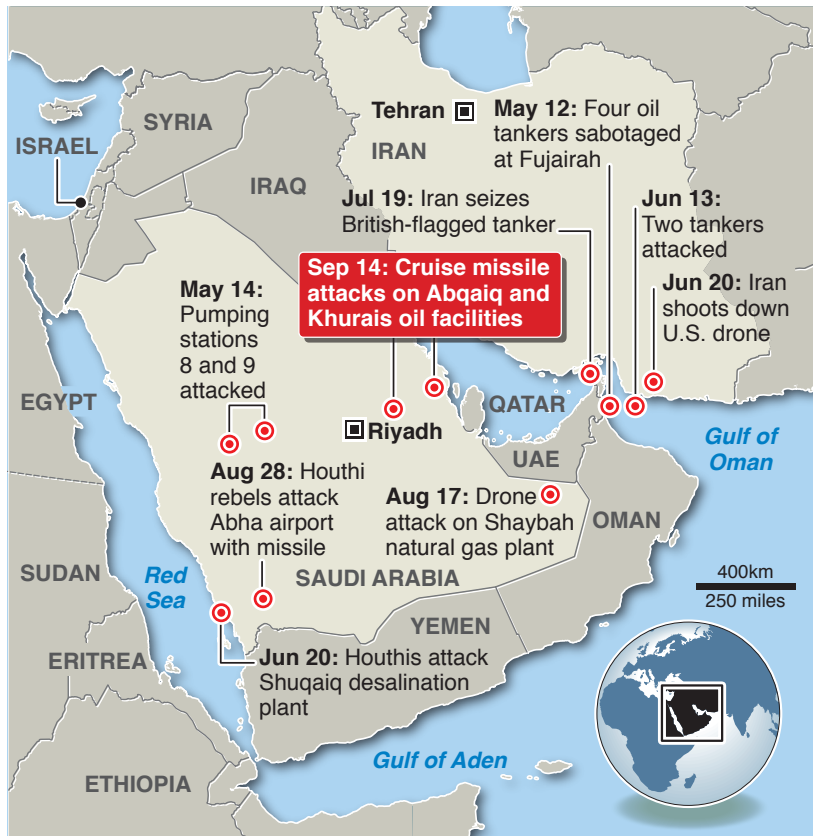 Tehran
May 12: Four oil
tankers sabotaged
at Fujairah
SYRIA
ISRAEL
IRAN
IRAQ
Jul 19: Iran seizes
British-flagged tanker
Jun 13:
Two tankers
attacked
Sep 14: Cruise missile
attacks on Abqaiq and
Khurais oil facilities
Jun 20: Iran
shoots down
U.S. drone
May 14:
Pumping
stations
8 and 9
attacked
EGYPT
QATAR
Riyadh
Gulf of
Oman
UAE
Aug 28: Houthi
rebels attack
Abha airport
with missile
Aug 17: Drone
attack on Shaybah
natural gas plant
OMAN
SUDAN
Red
Sea
SAUDI ARABIA
400km
250 miles
YEMEN
ERITREA
Jun 20: Houthis attack
Shuqaiq desalination
plant
Gulf of Aden
ETHIOPIA